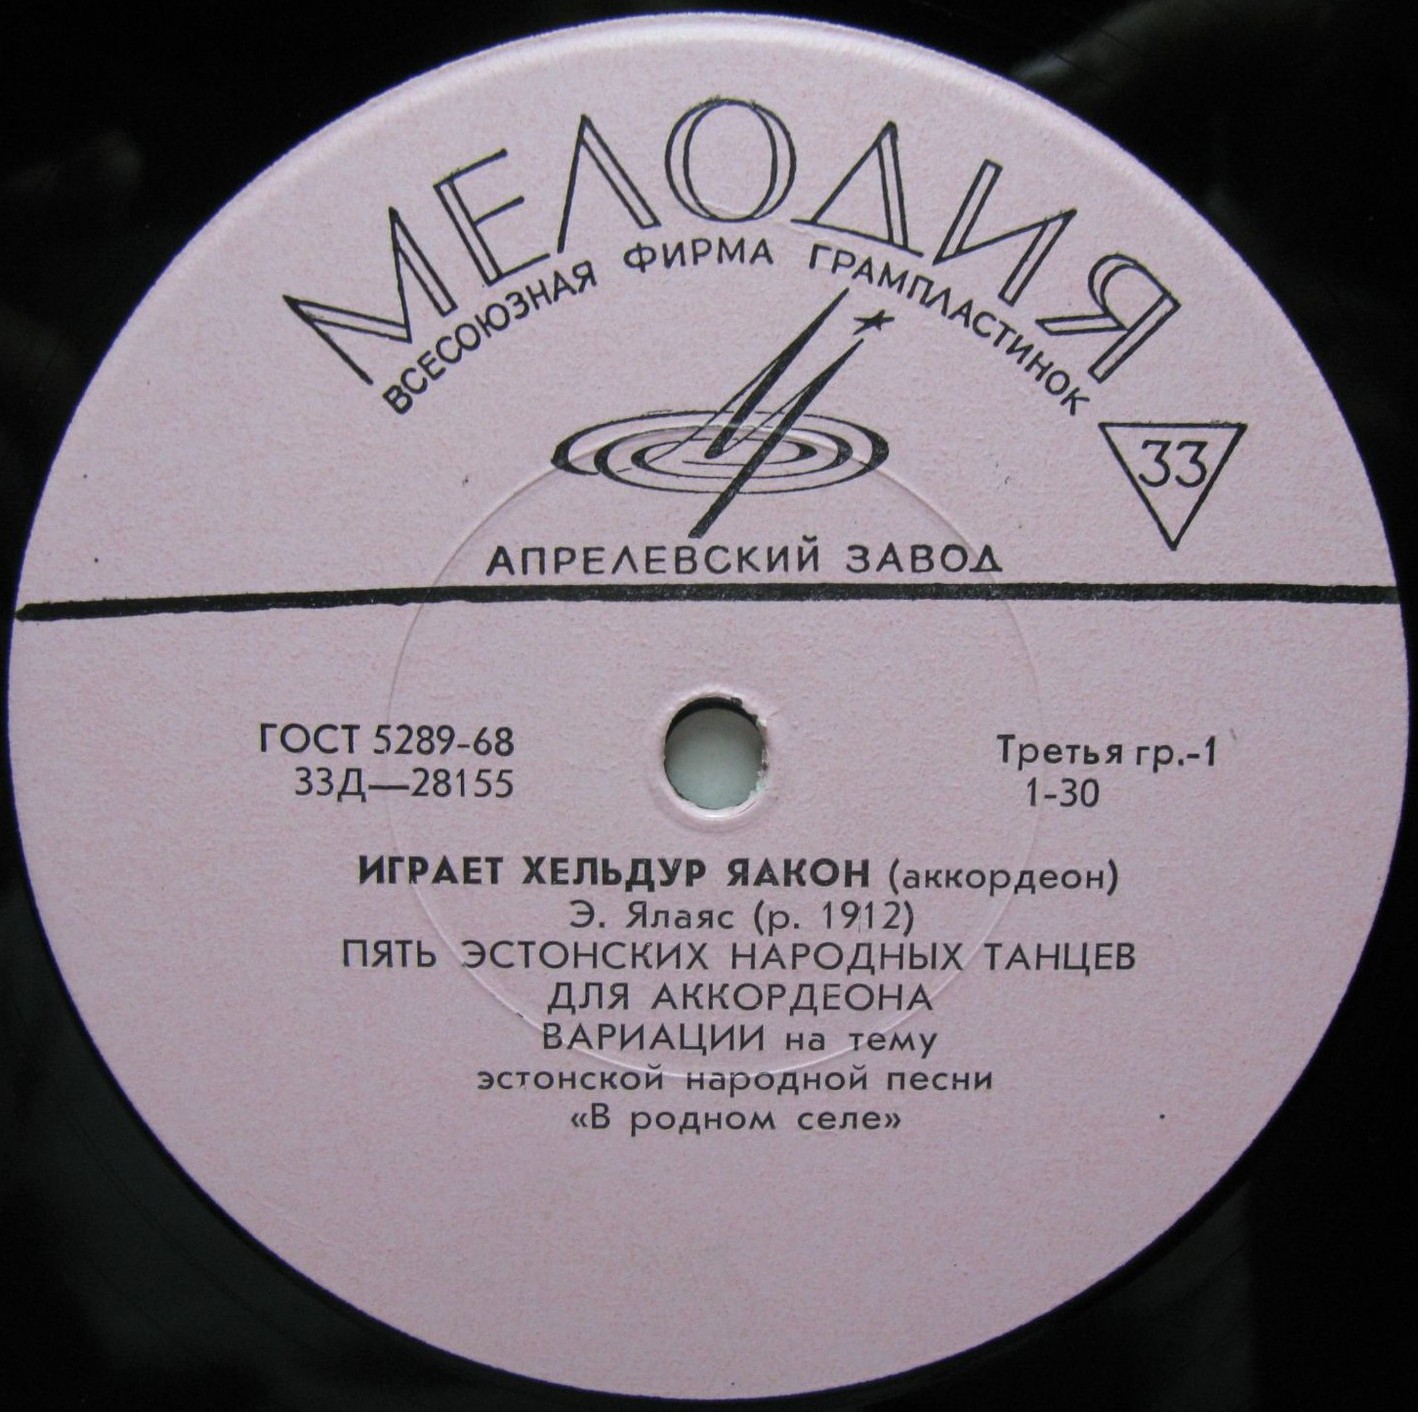 МЕЛОДИЯ
ВСЕСОЮЗНАЯ ФИРМА ГРАМПЛАСТИНОК
33
АПРЕЛЕВСКИЙ ЗАВОД
ГОСТ 5289-68
33Д—28155
Третья гр.-1
1-30
ИГРАЕТ ХЕЛЬДУР ЯАКОН (аккордеон)
Э. Ялаяс (р. 1912)
ПЯТЬ ЭСТОНСКИХ НАРОДНЫХ ТАНЦЕВ
ДЛЯ АККОРДЕОНА
ВАРИАЦИИ на тему
эстонской народной песни
«В родном селе»